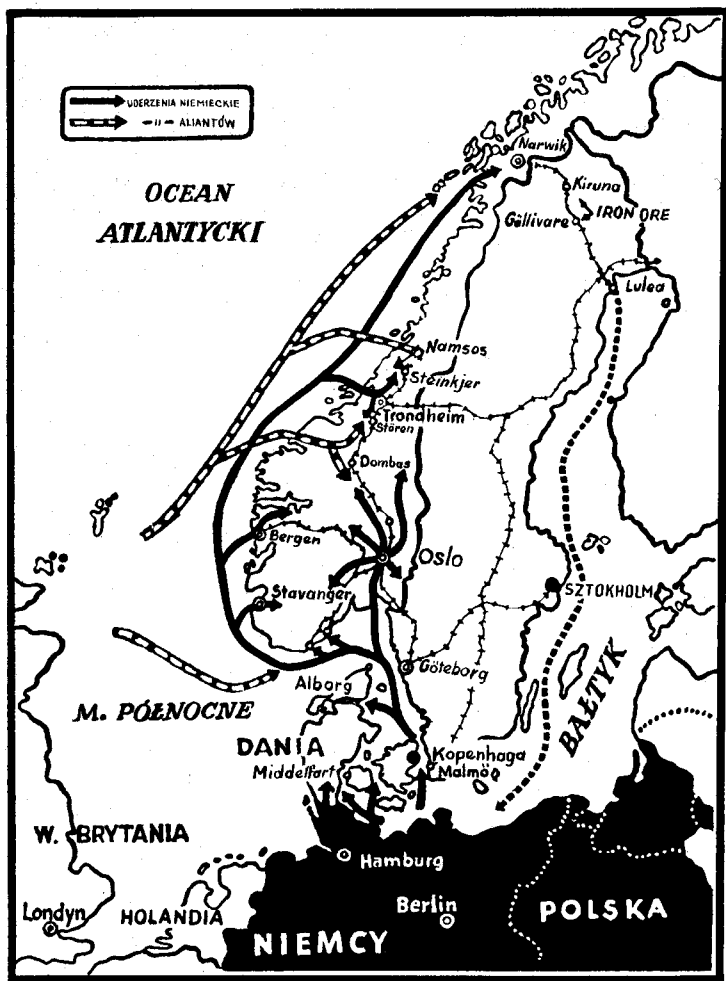 UDERZENIA NIEMIECKIE
-„- ALIANTÓW
OCEAN
ATLANTYCKI
Narwik
Kiruna
IRON ORE
Gällivare
Lulea
Namsos
Steinkjer
Trondheim
Stören
Dombas
Bergen
OSLO
Stavanger
SZTOKHOLM
Göteborg
Alborg
M. PÓŁNOCNE
BAŁTYK
DANIA
Kopenhaga
Middelfart
Malmö
W. BRYTANIA
Hamburg
Londyn
HOLANDIA
Berlin
POLSKA
NIEMCY